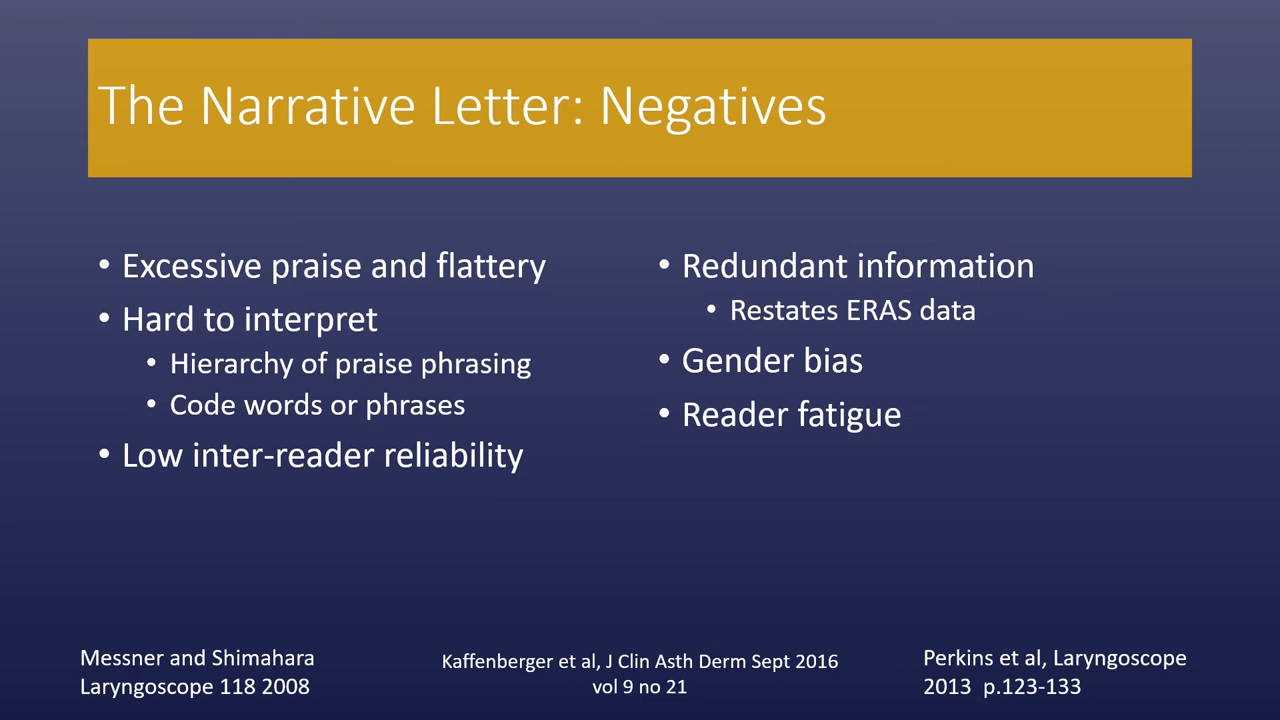 The Narrative Letter: Negatives
• Excessive praise and flattery
• Hard to interpret
• Hierarchy of praise phrasing
• Code words or phrases
• Low inter-reader reliability
• Redundant information
• Restates ERAS data
• Gender bias
• Reader fatigue
Messner and Shimahara
Laryngoscope 118 2008
Kaffenberger et al, J Clin Asth Derm Sept 2016
vol 9 no 21
Perkins et al, Laryngoscope
2013 p.123-133